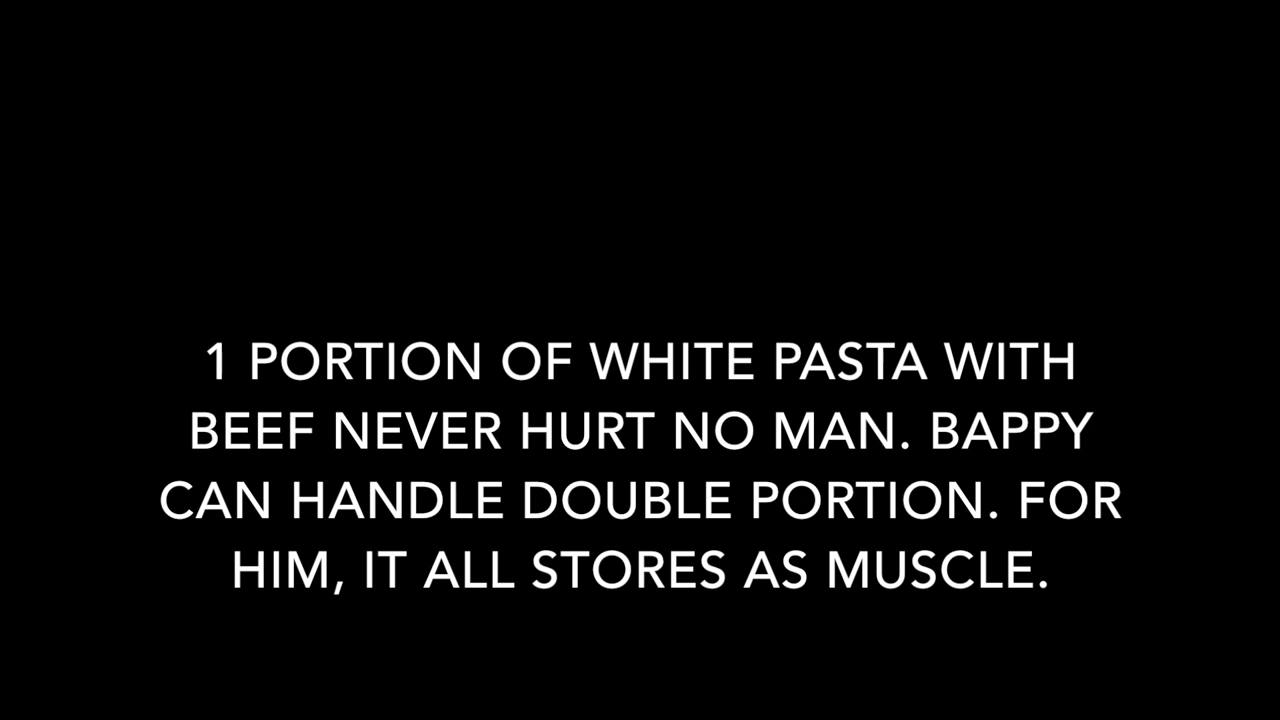 1 PORTION OF WHITE PASTA WITH
BEEF NEVER HURT NO MAN. BAPPY
CAN HANDLE DOUBLE PORTION. FOR
HIM, IT ALL STORES AS MUSCLE.